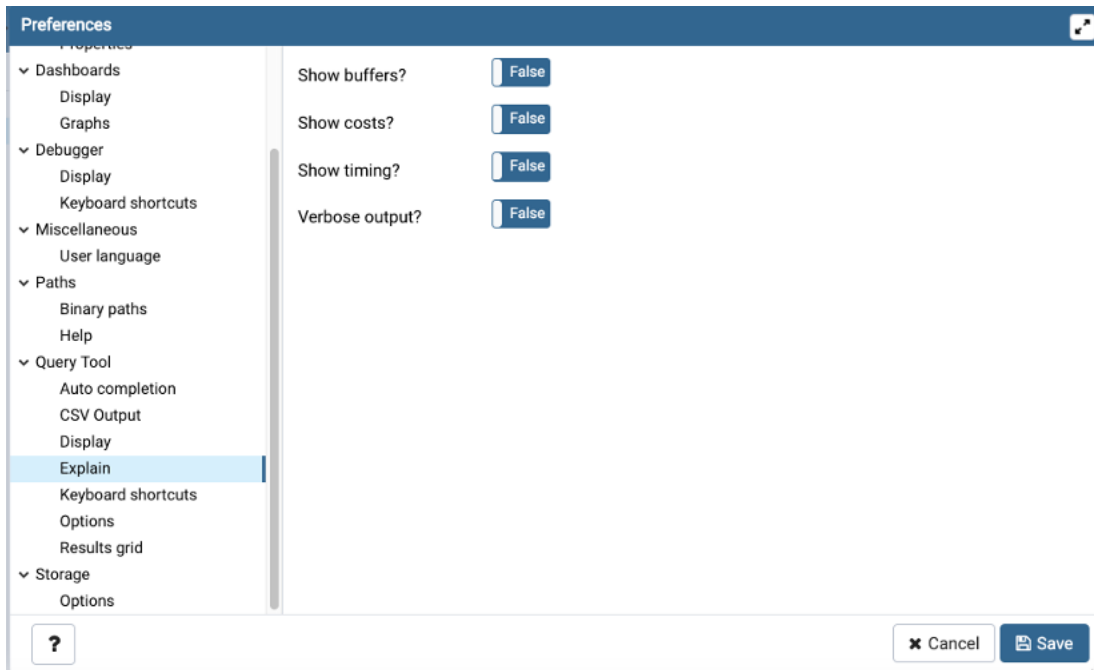 Preferences
Properties
Dashboards
Display
Graphs
Debugger
Display
Keyboard shortcuts
Miscellaneous
User language
Paths
Binary paths
Help
Query Tool
Auto completion
CSV Output
Display
Explain
Keyboard shortcuts
Options
Results grid
Storage
Options
Show buffers? False
Show costs? False
Show timing? False
Verbose output? False
? Cancel Save